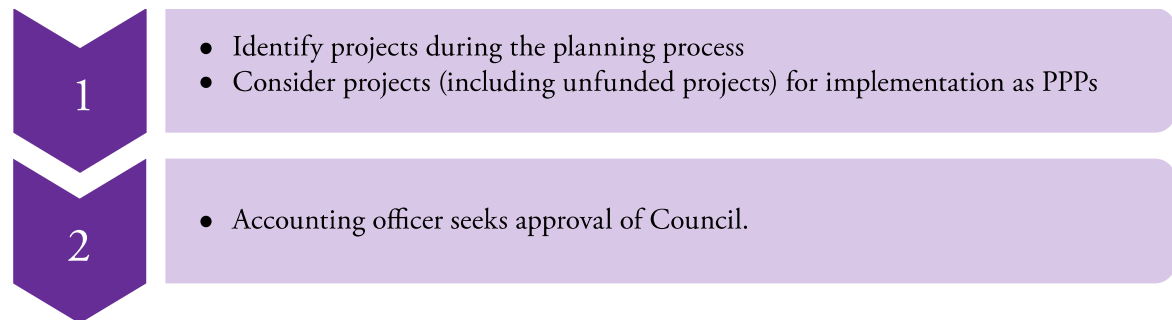 1
● Identify projects during the planning process
● Consider projects (including unfunded projects) for implementation as PPPs
2
● Accounting officer seeks approval of Council.